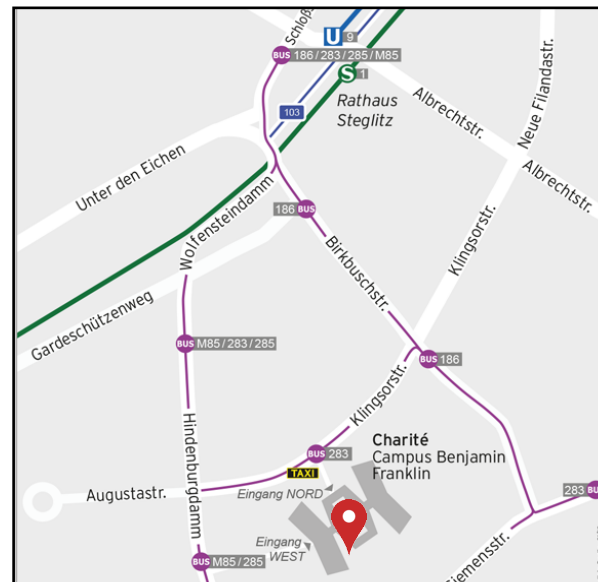 Schloß
U 9
BUS 186 / 283 / 285 / M85
S 1
Rathaus
Steglitz
103
Albrechtstr.
Neue Filandastr.
Albrechtstr.
Unter den Eichen
Wolfensteindamm
186 BUS
Birkbuschstr.
Klingsorstr.
Gardeschützenweg
BUS M85 / 283 / 285
BUS 186
Hindenburgdamm
Klingsorstr.
Charité
Campus Benjamin
Franklin
BUS 283
TAXI
Augustastr.
Eingang NORD
283 BUS
Eingang
WEST
BUS M85 / 285
iemensstr.